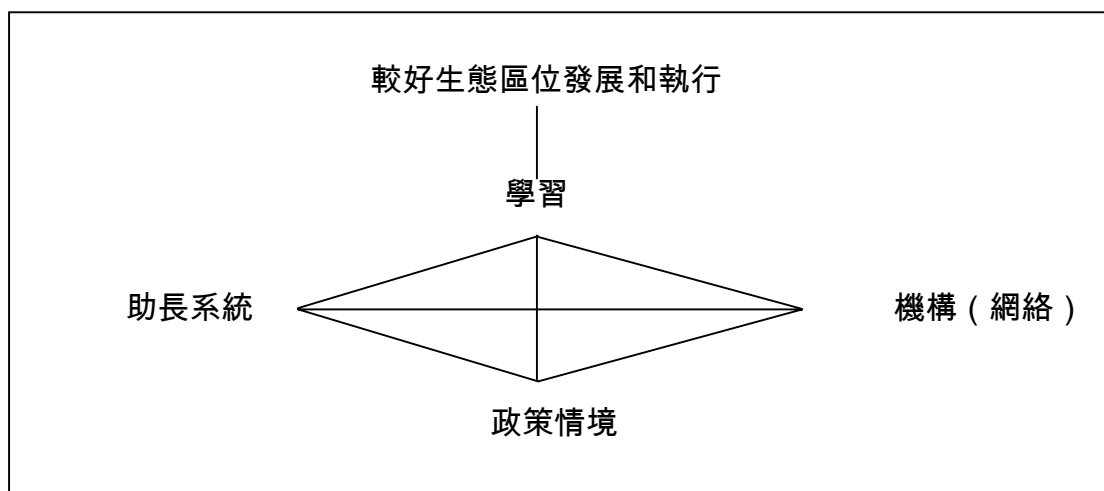 較好生態區位發展和執行
學習
助長系統
機構（網絡）
政策情境